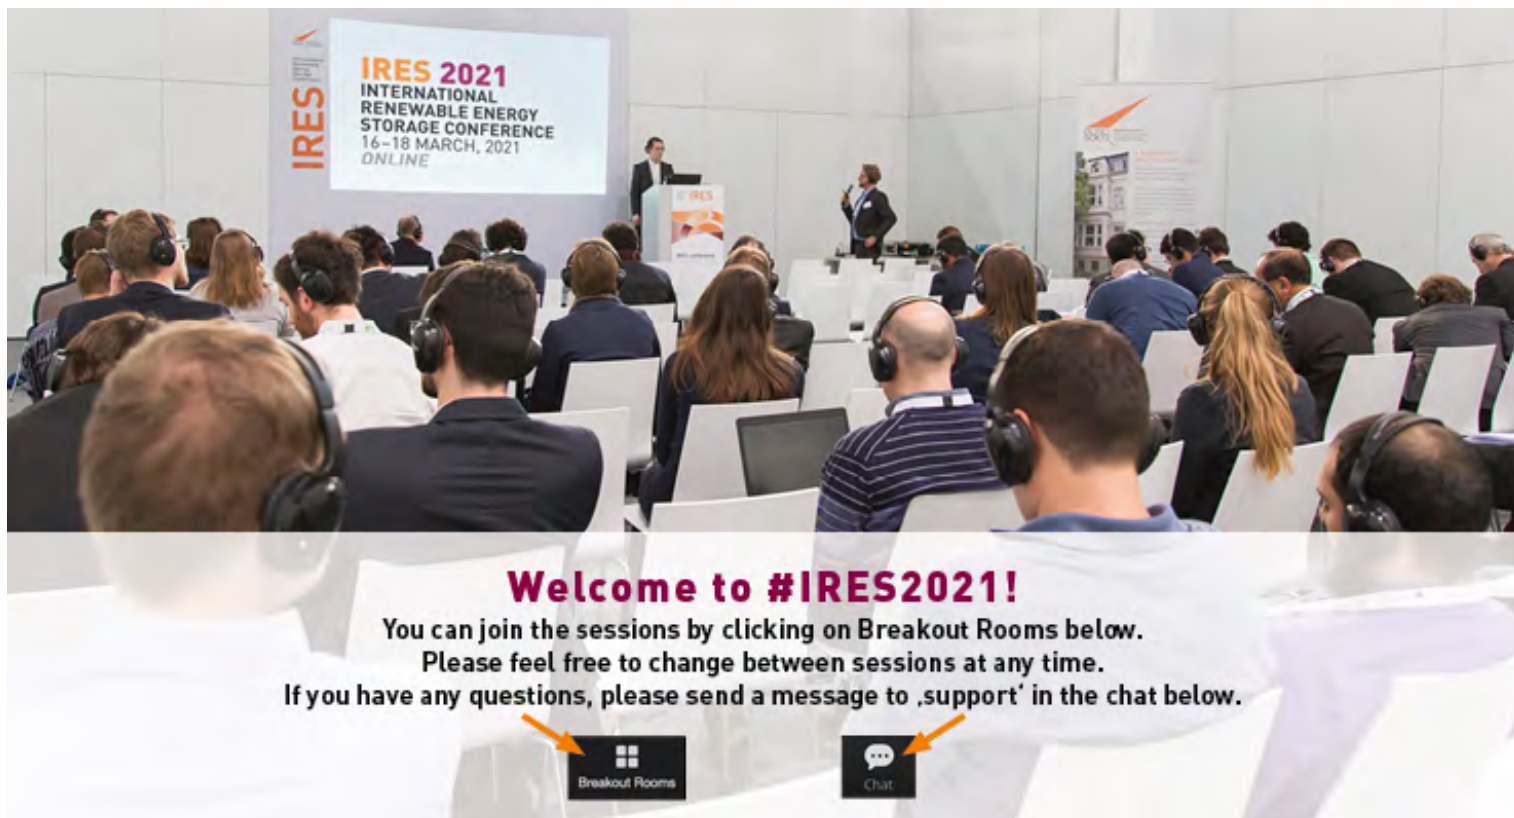 IRES
IRES 2021
INTERNATIONAL
RENEWABLE ENERGY
STORAGE CONFERENCE
16–18 MARCH, 2021
ONLINE
IRES
Welcome to #IRES2021!
You can join the sessions by clicking on Breakout Rooms below.
Please feel free to change between sessions at any time.
If you have any questions, please send a message to ‚support‘ in the chat below.
Breakout Rooms
Chat